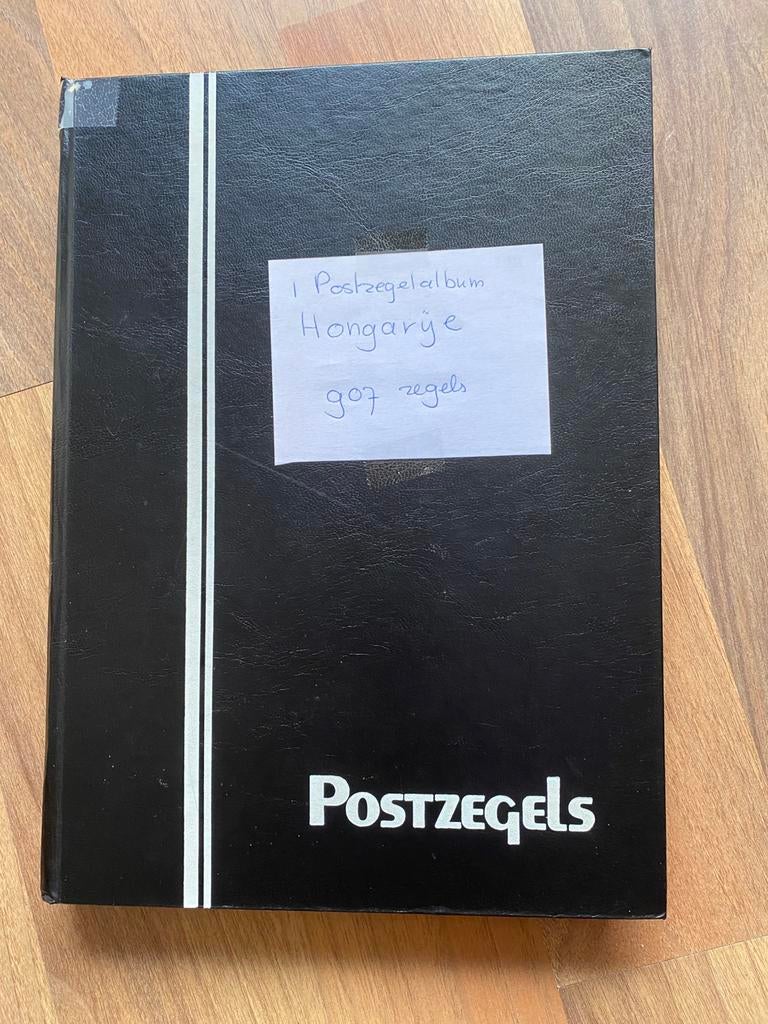 1 Postzegelalbum
Hongarije
907 zegels
Postzegels